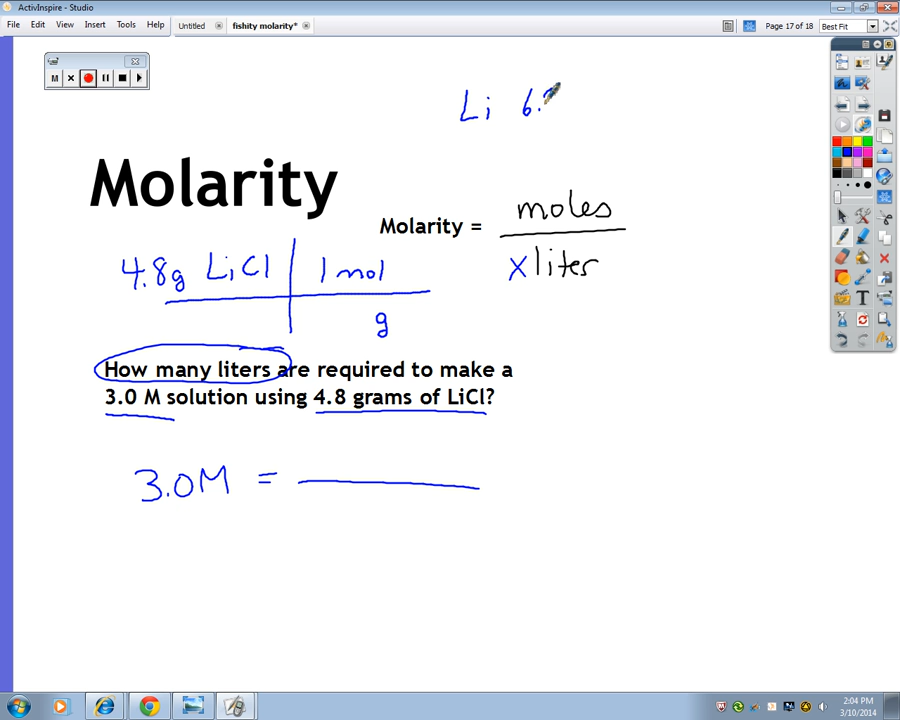 ActivInspire - Studio
File Edit View Insert Tools Help
Untitled fishity molarity*
Page 17 of 18 Best Fit
M
Li 6.
Molarity
Molarity = moles
x liter
4.8g LiCl 1 mol
g
How many liters are required to make a
3.0 M solution using 4.8 grams of LiCl?
3.0M =
2:04 PM
3/10/2014